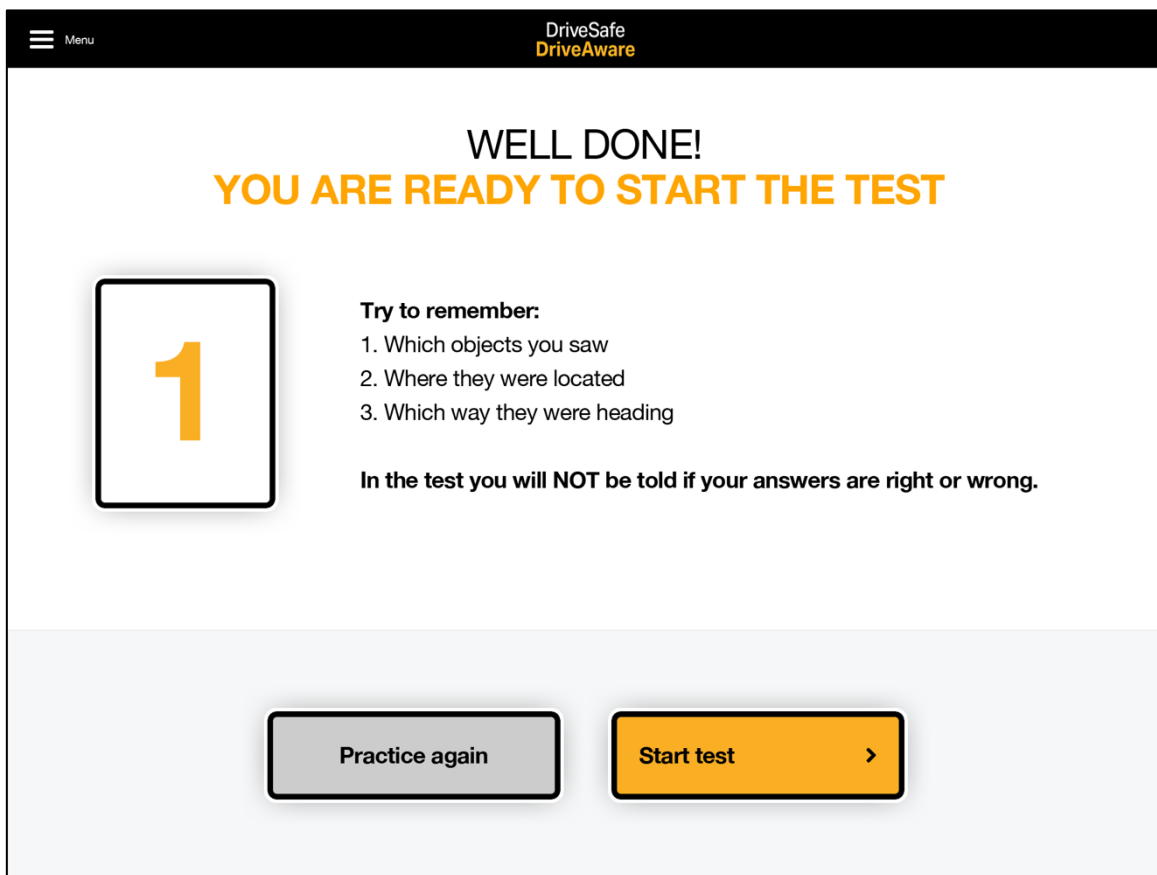 Menu
DriveSafe
DriveAware
WELL DONE!
YOU ARE READY TO START THE TEST
1
Try to remember:
1. Which objects you saw
2. Where they were located
3. Which way they were heading
In the test you will NOT be told if your answers are right or wrong.
Practice again
Start test